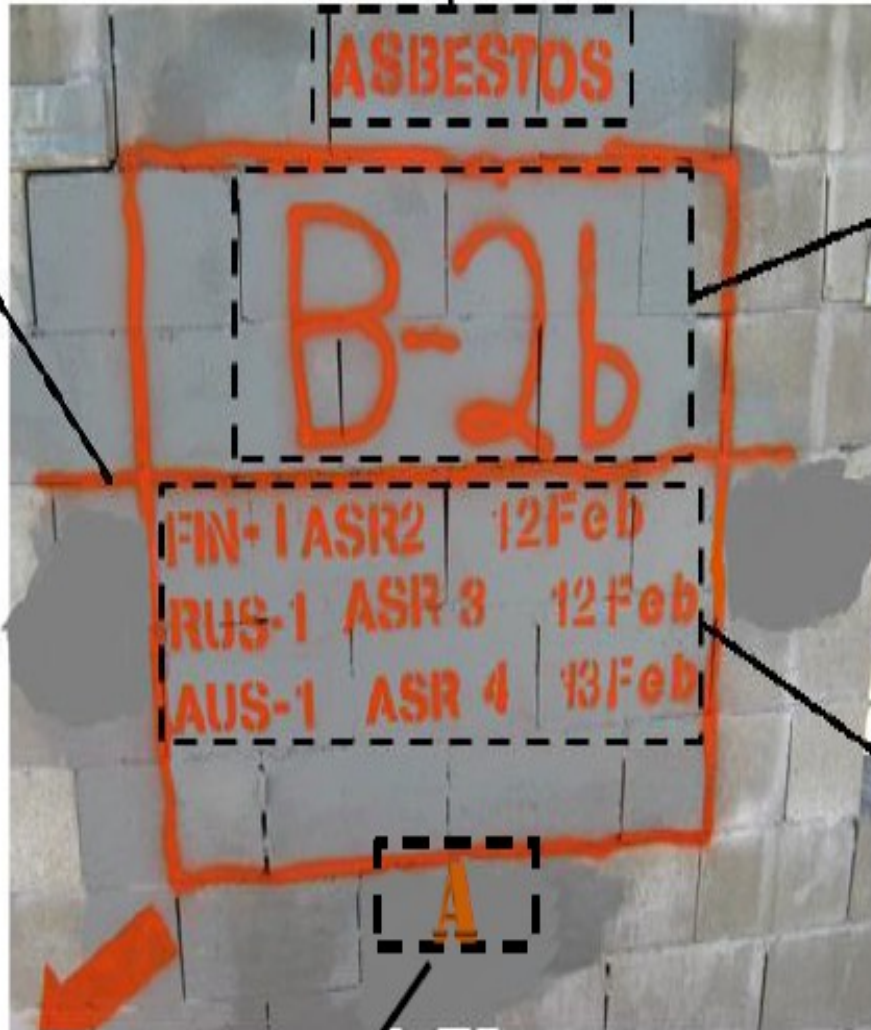 ASBESTOS
B-2b
FIN-1 ASR2 12Feb
RUS-1 ASR 3 12Feb
AUS-1 ASR 4 13Feb
A